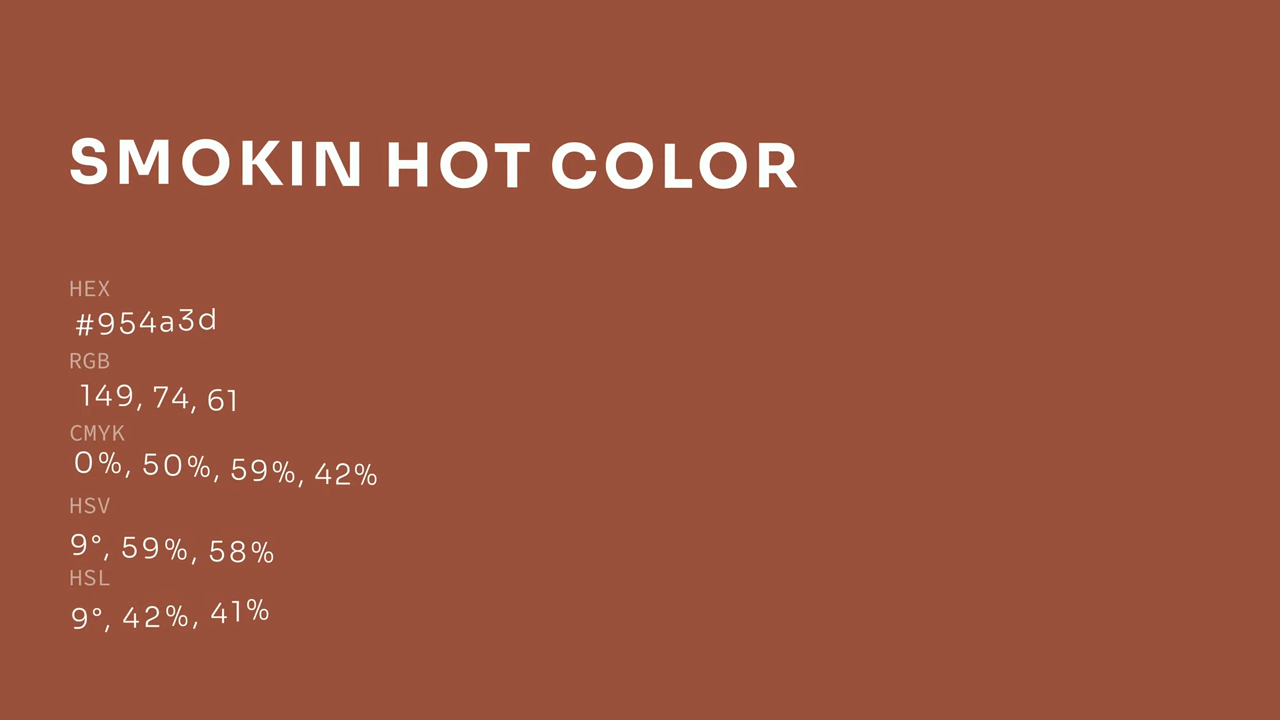 SMOKIN HOT COLOR
HEX
#954a3d
RGB
149, 74, 61
CMYK
0%, 50%, 59%, 42%
HSV
9°, 59%, 58%
HSL
9°, 42%, 41%